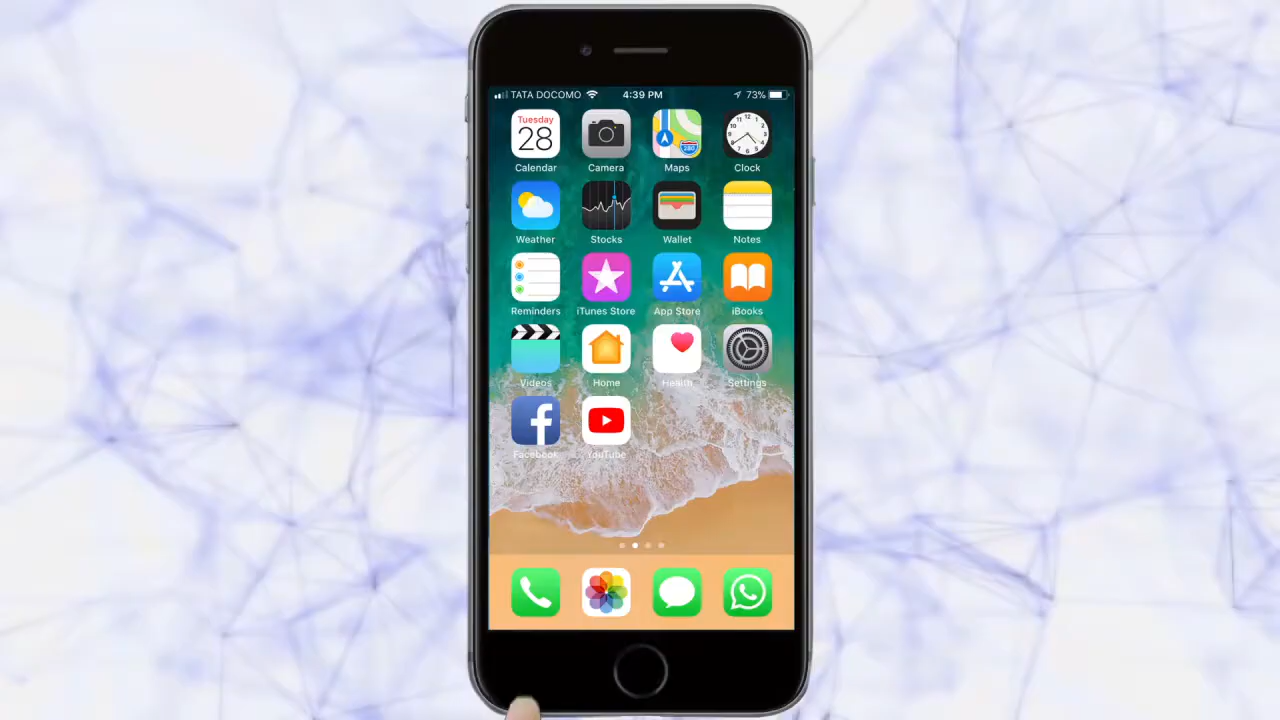 TATA DOCOMO 4:39 PM 73%
Tuesday
28
Calendar Camera Maps Clock
Weather Stocks Wallet Notes
Reminders iTunes Store App Store iBooks
Videos Home Health Settings
Facebook YouTube